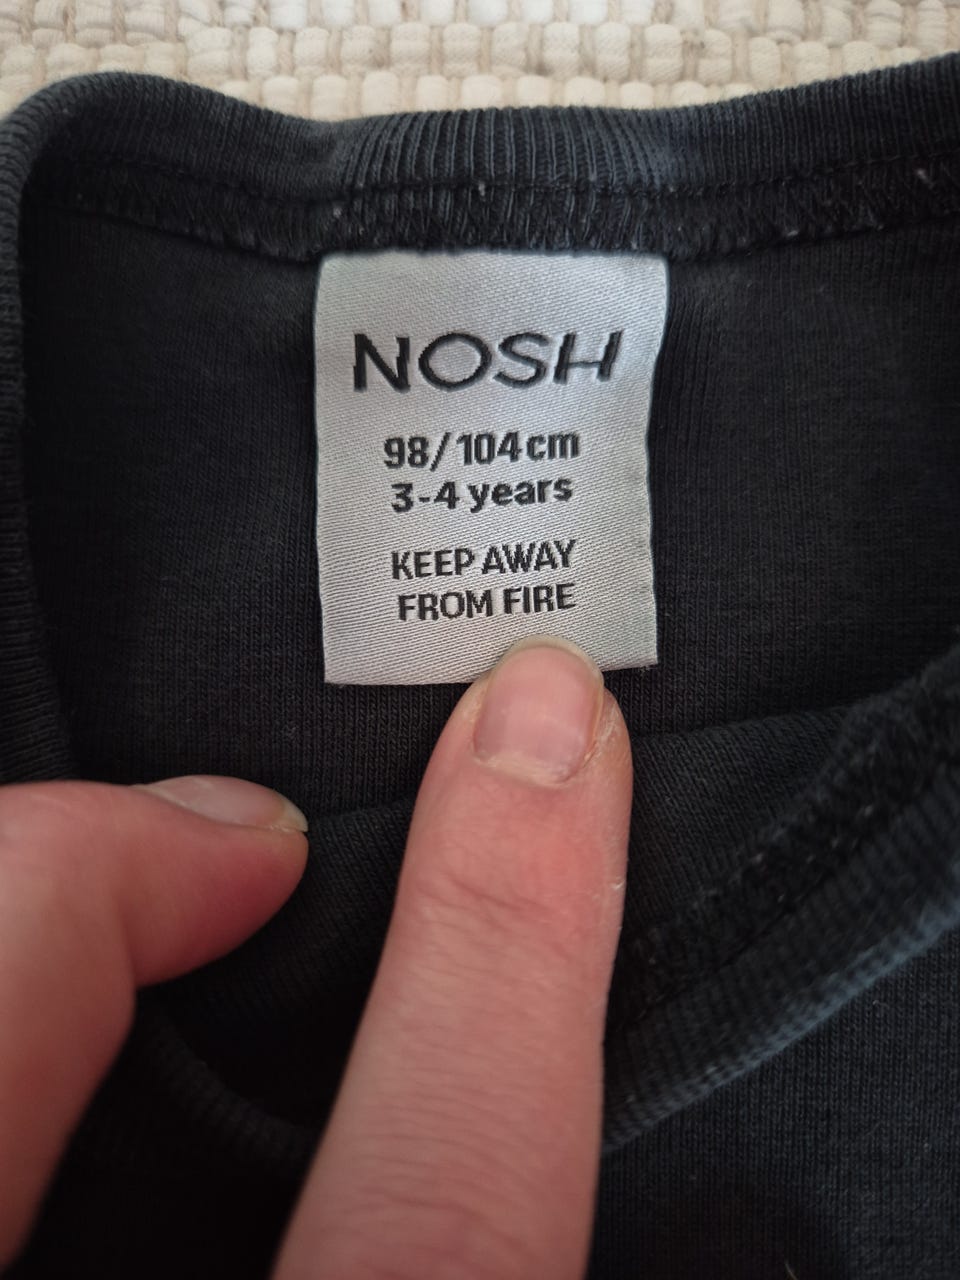 NOSH
98/104cm
3-4 years
KEEP AWAY
FROM FIRE